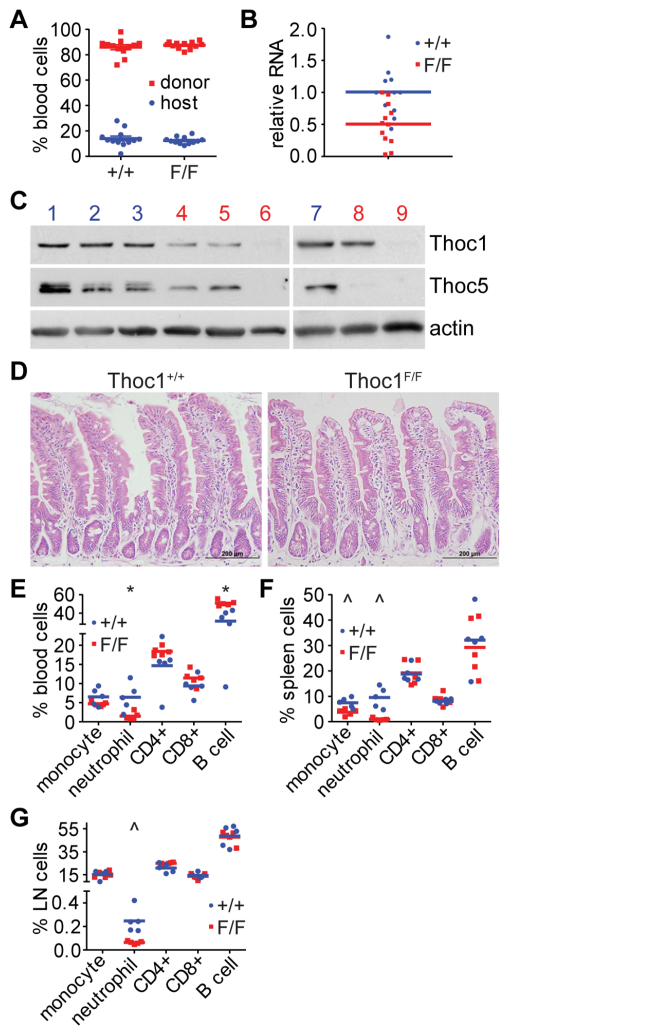 A
% blood cells
100
80
60
40
20
0
donor
host
+/+
F/F
B
relative RNA
2.0
1.5
1.0
0.5
0.0
+/+
F/F
C
1 2 3 4 5 6 7 8 9
Thoc1
Thoc5
actin
D
Thoc1+/+
Thoc1F/F
200 μm
200 μm
E
% blood cells
60
40
20
15
10
5
0
+/+
F/F
*
*
monocyte
neutrophil
CD4+
CD8+
B cell
F
% spleen cells
50
40
30
20
10
0
^
^
+/+
F/F
monocyte
neutrophil
CD4+
CD8+
B cell
G
% LN cells
55
35
15
0.4
0.2
0.0
^
+/+
F/F
monocyte
neutrophil
CD4+
CD8+
B cell